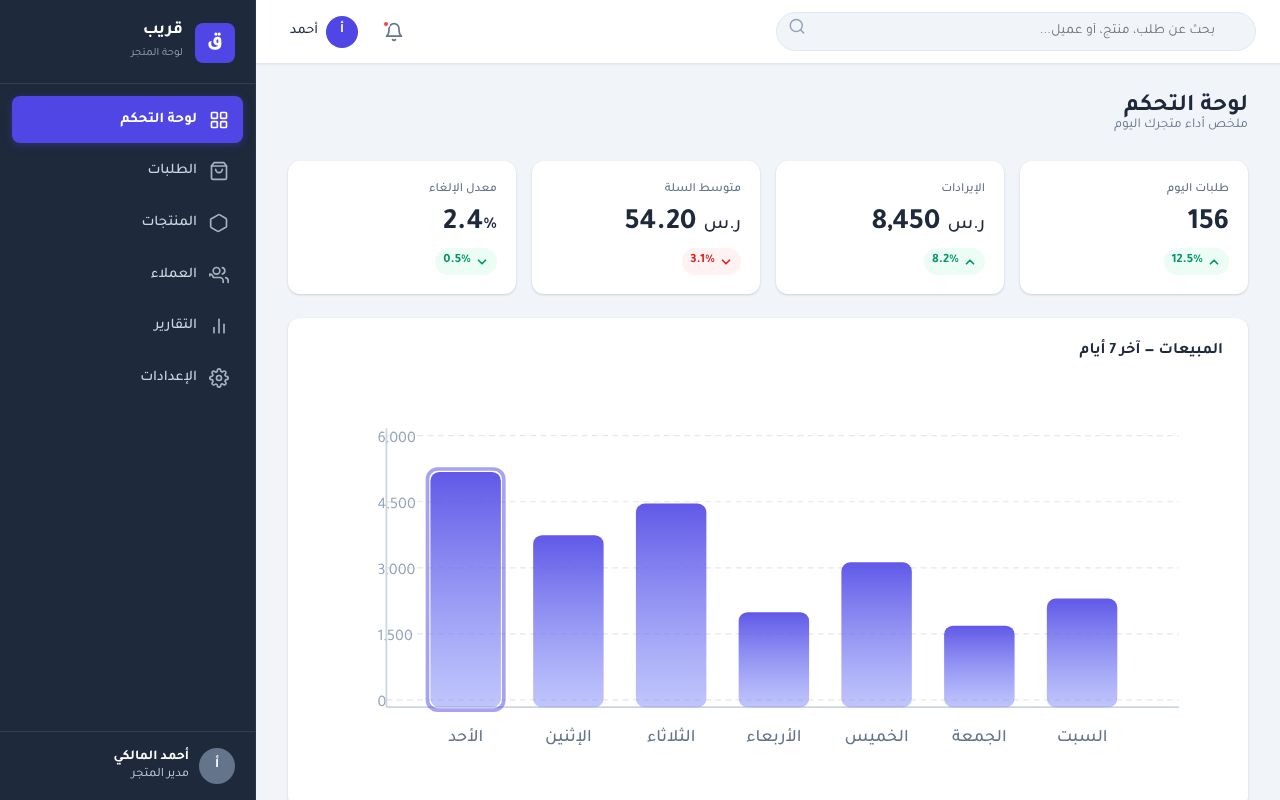 بحث عن طلب، منتج، أو عميل...
أ
أحمد
ق
قريب
لوحة المتجر
لوحة التحكم
الطلبات
المنتجات
العملاء
التقارير
الإعدادات
أ
أحمد المالكي
مدير المتجر
لوحة التحكم
ملخص أداء متجرك اليوم
طلبات اليوم
156
12.5%
الإيرادات
ر.س 8,450
8.2%
متوسط السلة
ر.س 54.20
3.1%
معدل الإلغاء
2.4%
0.5%
المبيعات – آخر 7 أيام
6,000
4,500
3,000
1,500
0
الأحد
الإثنين
الثلاثاء
الأربعاء
الخميس
الجمعة
السبت